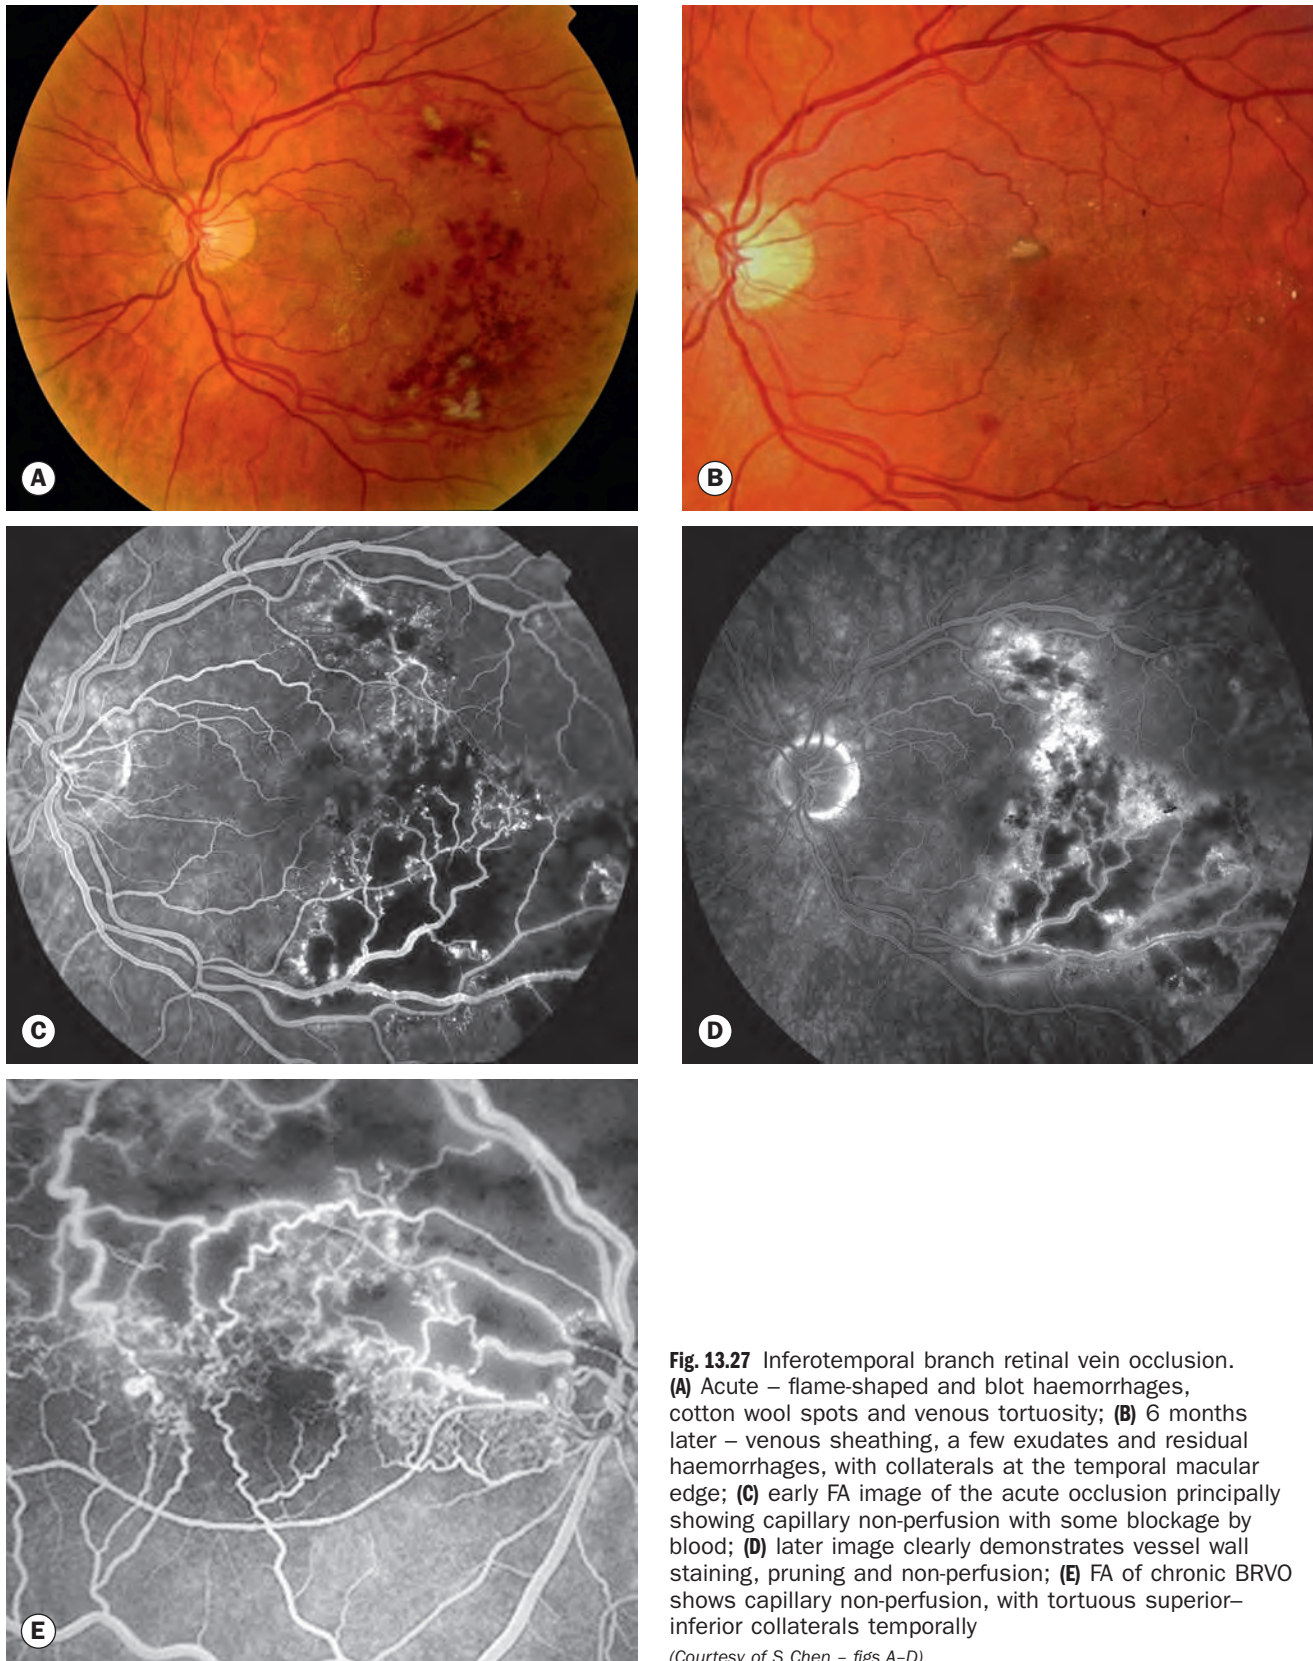 A
B
C
D
E
Fig. 13.27 Inferotemporal branch retinal vein occlusion.
(A) Acute – flame-shaped and blot haemorrhages,
cotton wool spots and venous tortuosity; (B) 6 months
later – venous sheathing, a few exudates and residual
haemorrhages, with collaterals at the temporal macular
edge; (C) early FA image of the acute occlusion principally
showing capillary non-perfusion with some blockage by
blood; (D) later image clearly demonstrates vessel wall
staining, pruning and non-perfusion; (E) FA of chronic BRVO
shows capillary non-perfusion, with tortuous superior–
inferior collaterals temporally
(Courtesy of S Chen – figs A–D)